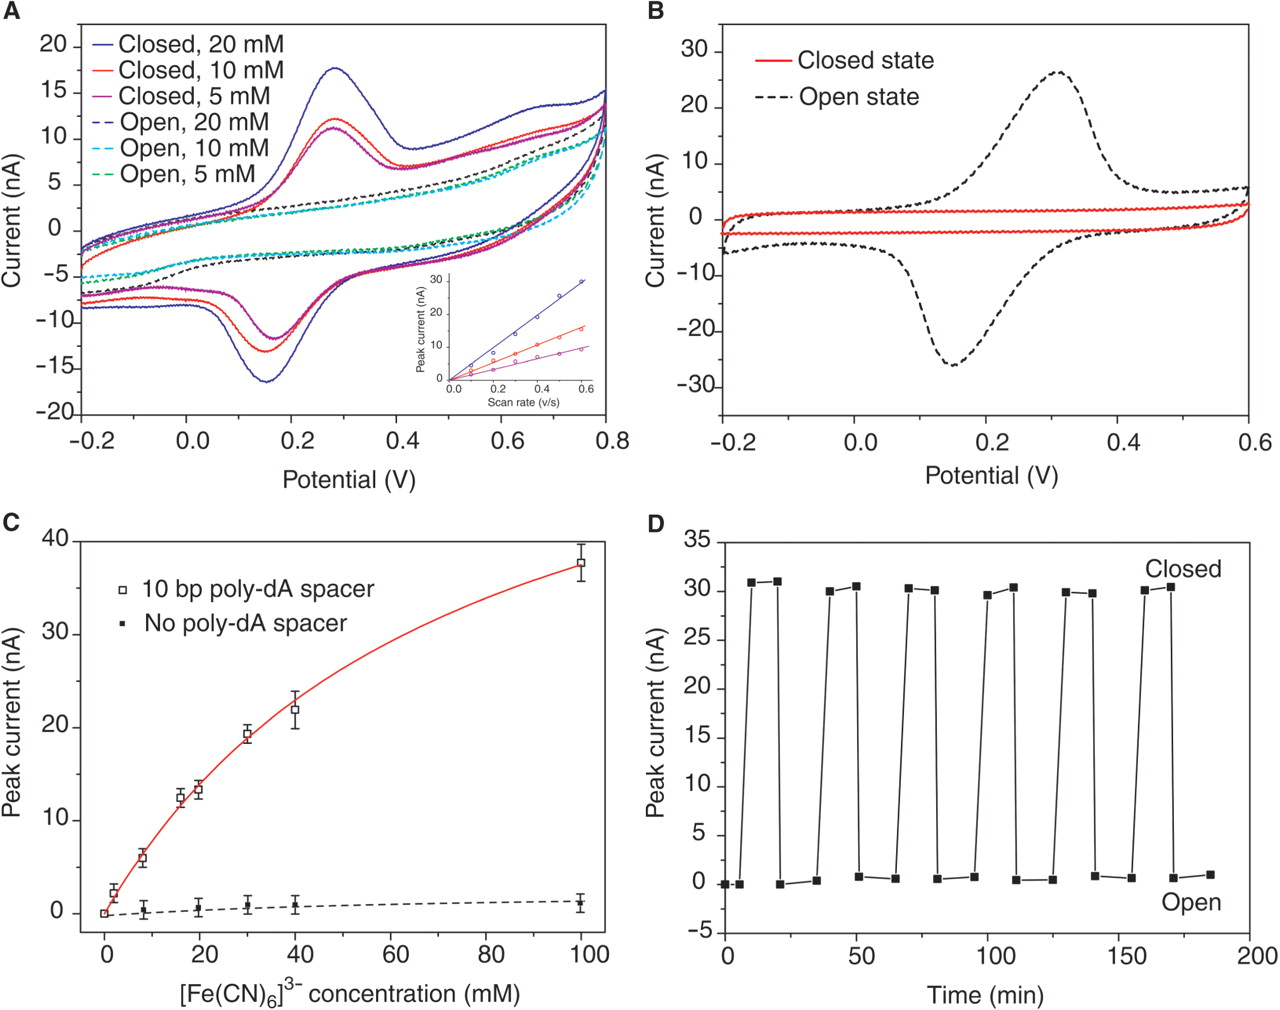 A
Closed, 20 mM
Closed, 10 mM
Closed, 5 mM
Open, 20 mM
Open, 10 mM
Open, 5 mM
20
15
10
5
0
−5
−10
−15
−20
Current (nA)
−0.2
0.0
0.2
0.4
0.6
0.8
Potential (V)
30
20
10
0
Peak current (nA)
0.0
0.2
0.4
0.6
Scan rate (v/s)
B
Closed state
Open state
30
20
10
0
−10
−20
−30
Current (nA)
−0.2
0.0
0.2
0.4
0.6
Potential (V)
C
10 bp poly-dA spacer
No poly-dA spacer
40
30
20
10
0
Peak current (nA)
0
20
40
60
80
100
[Fe(CN)₆]³⁻ concentration (mM)
D
Closed
Open
35
30
25
20
15
10
5
0
−5
Peak current (nA)
0
50
100
150
200
Time (min)